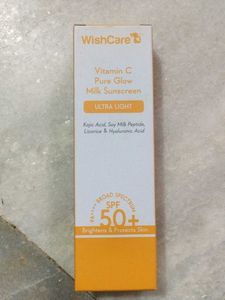 WishCare
Vitamin C
Pure Glow
Milk Sunscreen
ULTRA LIGHT
Kojic Acid, Soy Milk Peptide,
Licorice & Hyaluronic Acid
PA++++ BROAD SPECTRUM
SPF
50+
Brightens & Protects Skin